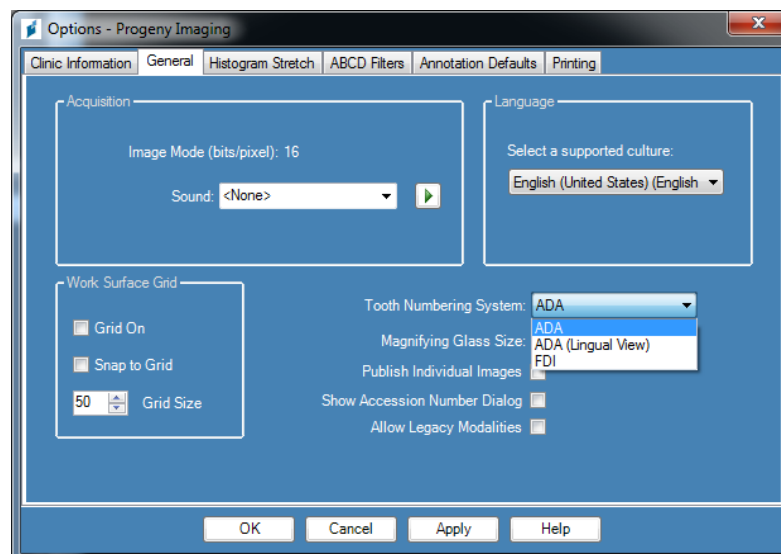 Options - Progeny Imaging
Clinic Information General Histogram Stretch ABCD Filters Annotation Defaults Printing
Acquisition
Image Mode (bits/pixel): 16
Sound: <None>
Language
Select a supported culture:
English (United States) (English
Work Surface Grid
Grid On
Snap to Grid
50 Grid Size
Tooth Numbering System: ADA
ADA
ADA (Lingual View)
FDI
Magnifying Glass Size:
Publish Individual Images
Show Accession Number Dialog
Allow Legacy Modalities
OK Cancel Apply Help